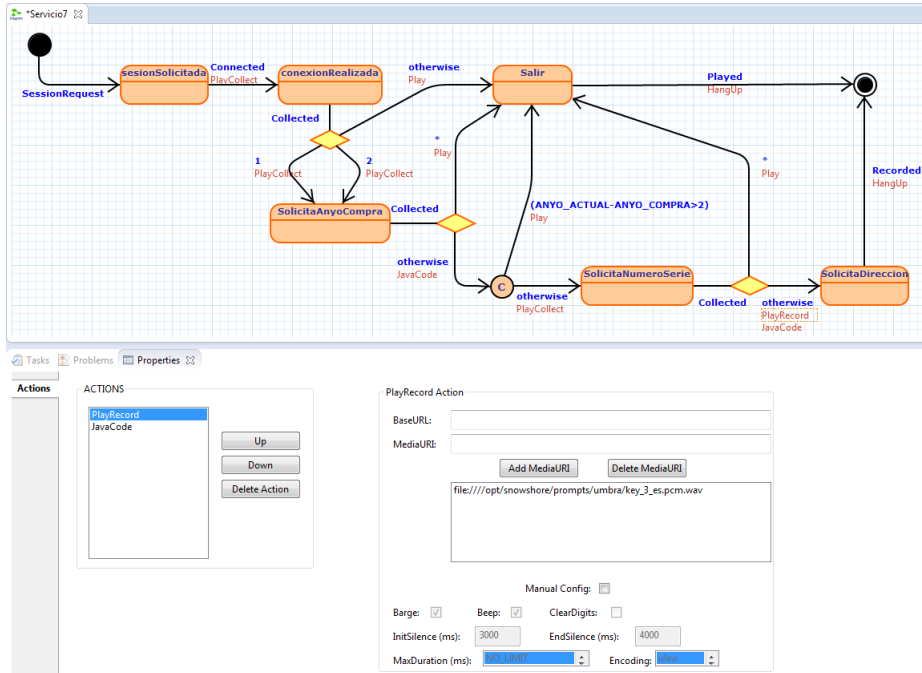 *Servicio7
sesionSolicitada
Connected
PlayCollect
conexionRealizada
otherwise
Play
Salir
Played
HangUp
SessionRequest
Collected
*
Play
*
Play
1
PlayCollect
2
PlayCollect
Recorded
HangUp
SolicitaAnyoCompra
Collected
(ANYO_ACTUAL-ANYO_COMPRA>2)
Play
otherwise
JavaCode
C
otherwise
PlayCollect
SolicitaNumeroSerie
Collected
otherwise
PlayRecord
JavaCode
SolicitaDireccion
Tasks Problems Properties
Actions
ACTIONS
PlayRecord
JavaCode
Up
Down
Delete Action
PlayRecord Action
BaseURL:
MediaURI:
Add MediaURI Delete MediaURI
file:////opt/snowshore/prompts/umbra/key_3_es.pcm.wav
Manual Config:
Barge: Beep: ClearDigits:
InitSilence (ms): 3000 EndSilence (ms): 4000
MaxDuration (ms): NO_LIMIT Encoding: ulaw